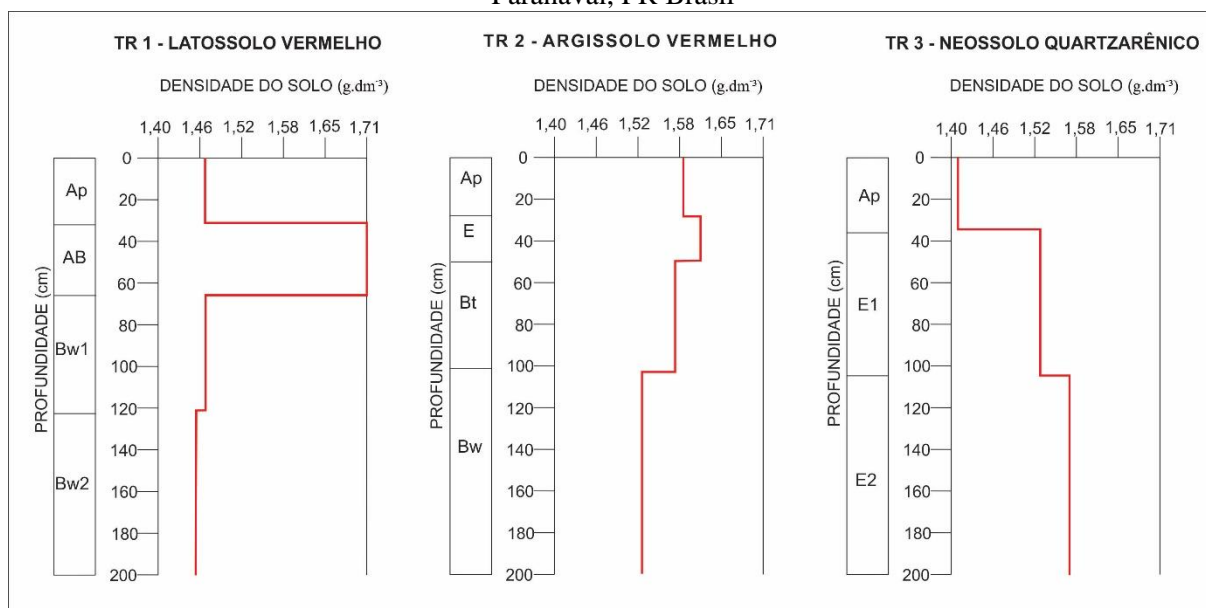 Paranavaí, PR-Brasil
TR 1 - LATOSSOLO VERMELHO
DENSIDADE DO SOLO (g.dm⁻³)
1,40 1,46 1,52 1,58 1,65 1,71
PROFUNDIDADE (cm)
Ap
AB
Bw1
Bw2
0
20
40
60
80
100
120
140
160
180
200
TR 2 - ARGISSOLO VERMELHO
DENSIDADE DO SOLO (g.dm⁻³)
1,40 1,46 1,52 1,58 1,65 1,71
PROFUNDIDADE (cm)
Ap
E
Bt
Bw
0
20
40
60
80
100
120
140
160
180
200
TR 3 - NEOSSOLO QUARTZARÊNICO
DENSIDADE DO SOLO (g.dm⁻³)
1,40 1,46 1,52 1,58 1,65 1,71
PROFUNDIDADE (cm)
Ap
E1
E2
0
20
40
60
80
100
120
140
160
180
200